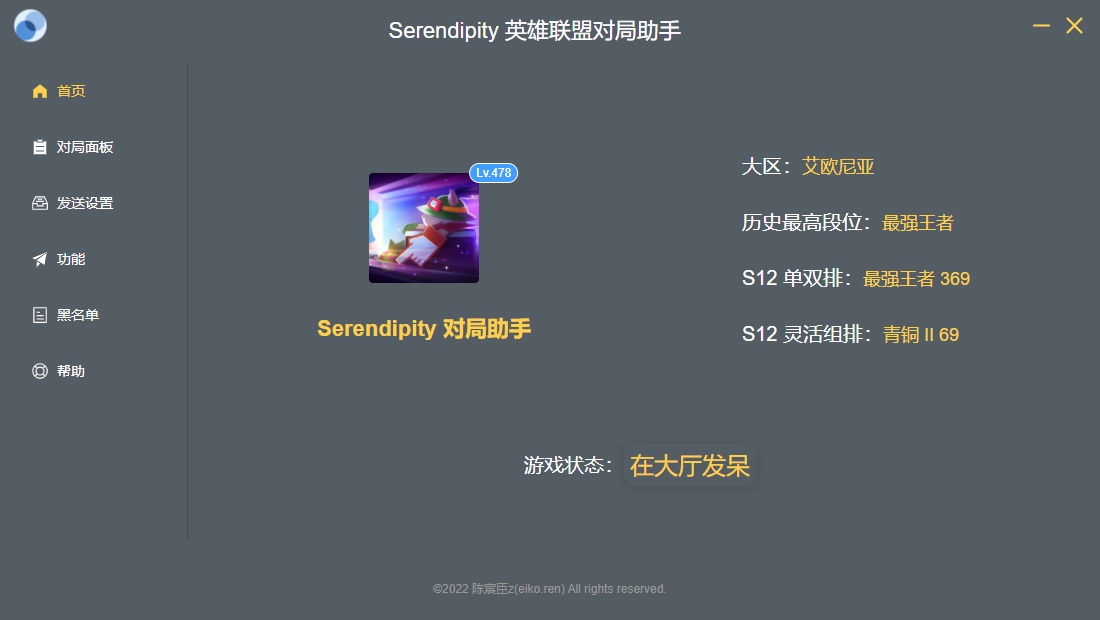 Serendipity 英雄联盟对局助手
首页
对局面板
发送设置
功能
黑名单
帮助
Lv.478
Serendipity 对局助手
大区：艾欧尼亚
历史最高段位：最强王者
S12 单双排：最强王者 369
S12 灵活组排：青铜 II 69
游戏状态：在大厅发呆
©2022 陈宸臣z(eiko.ren) All rights reserved.